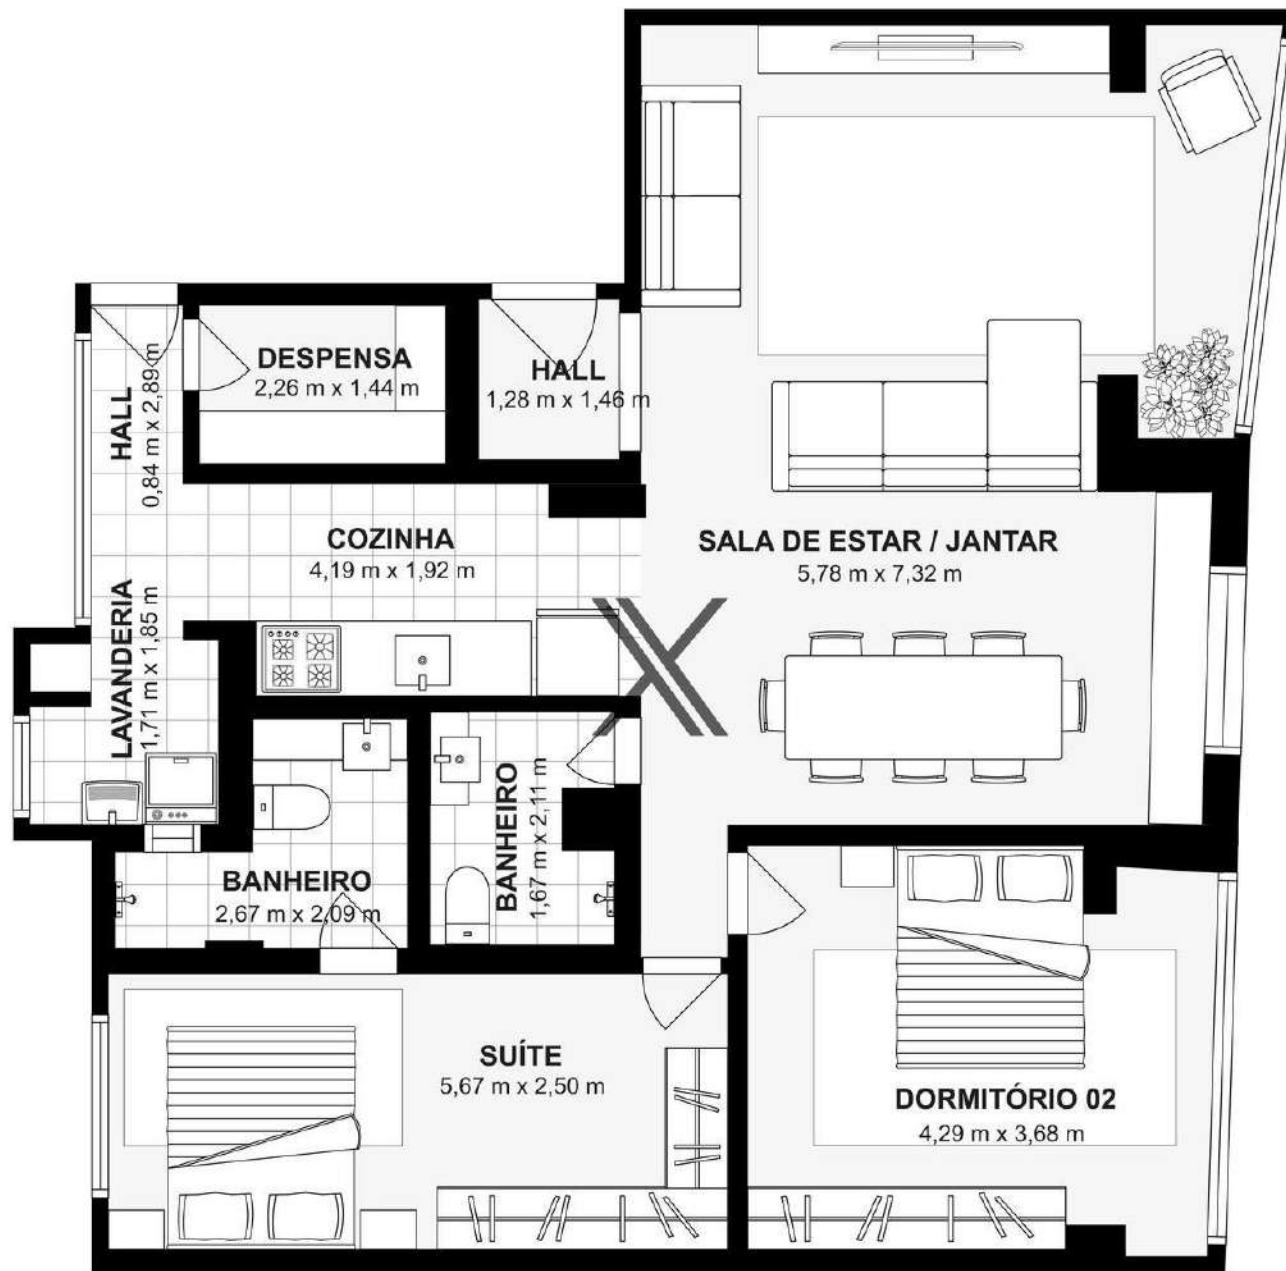 DESPENSA
2,26 m x 1,44 m
HALL
1,28 m x 1,46 m
HALL
0,84 m x 2,89 m
COZINHA
4,19 m x 1,92 m
SALA DE ESTAR / JANTAR
5,78 m x 7,32 m
LAVANDERIA
1,71 m x 1,85 m
BANHEIRO
2,67 m x 2,09 m
BANHEIRO
1,67 m x 2,11 m
SUÍTE
5,67 m x 2,50 m
DORMITÓRIO 02
4,29 m x 3,68 m